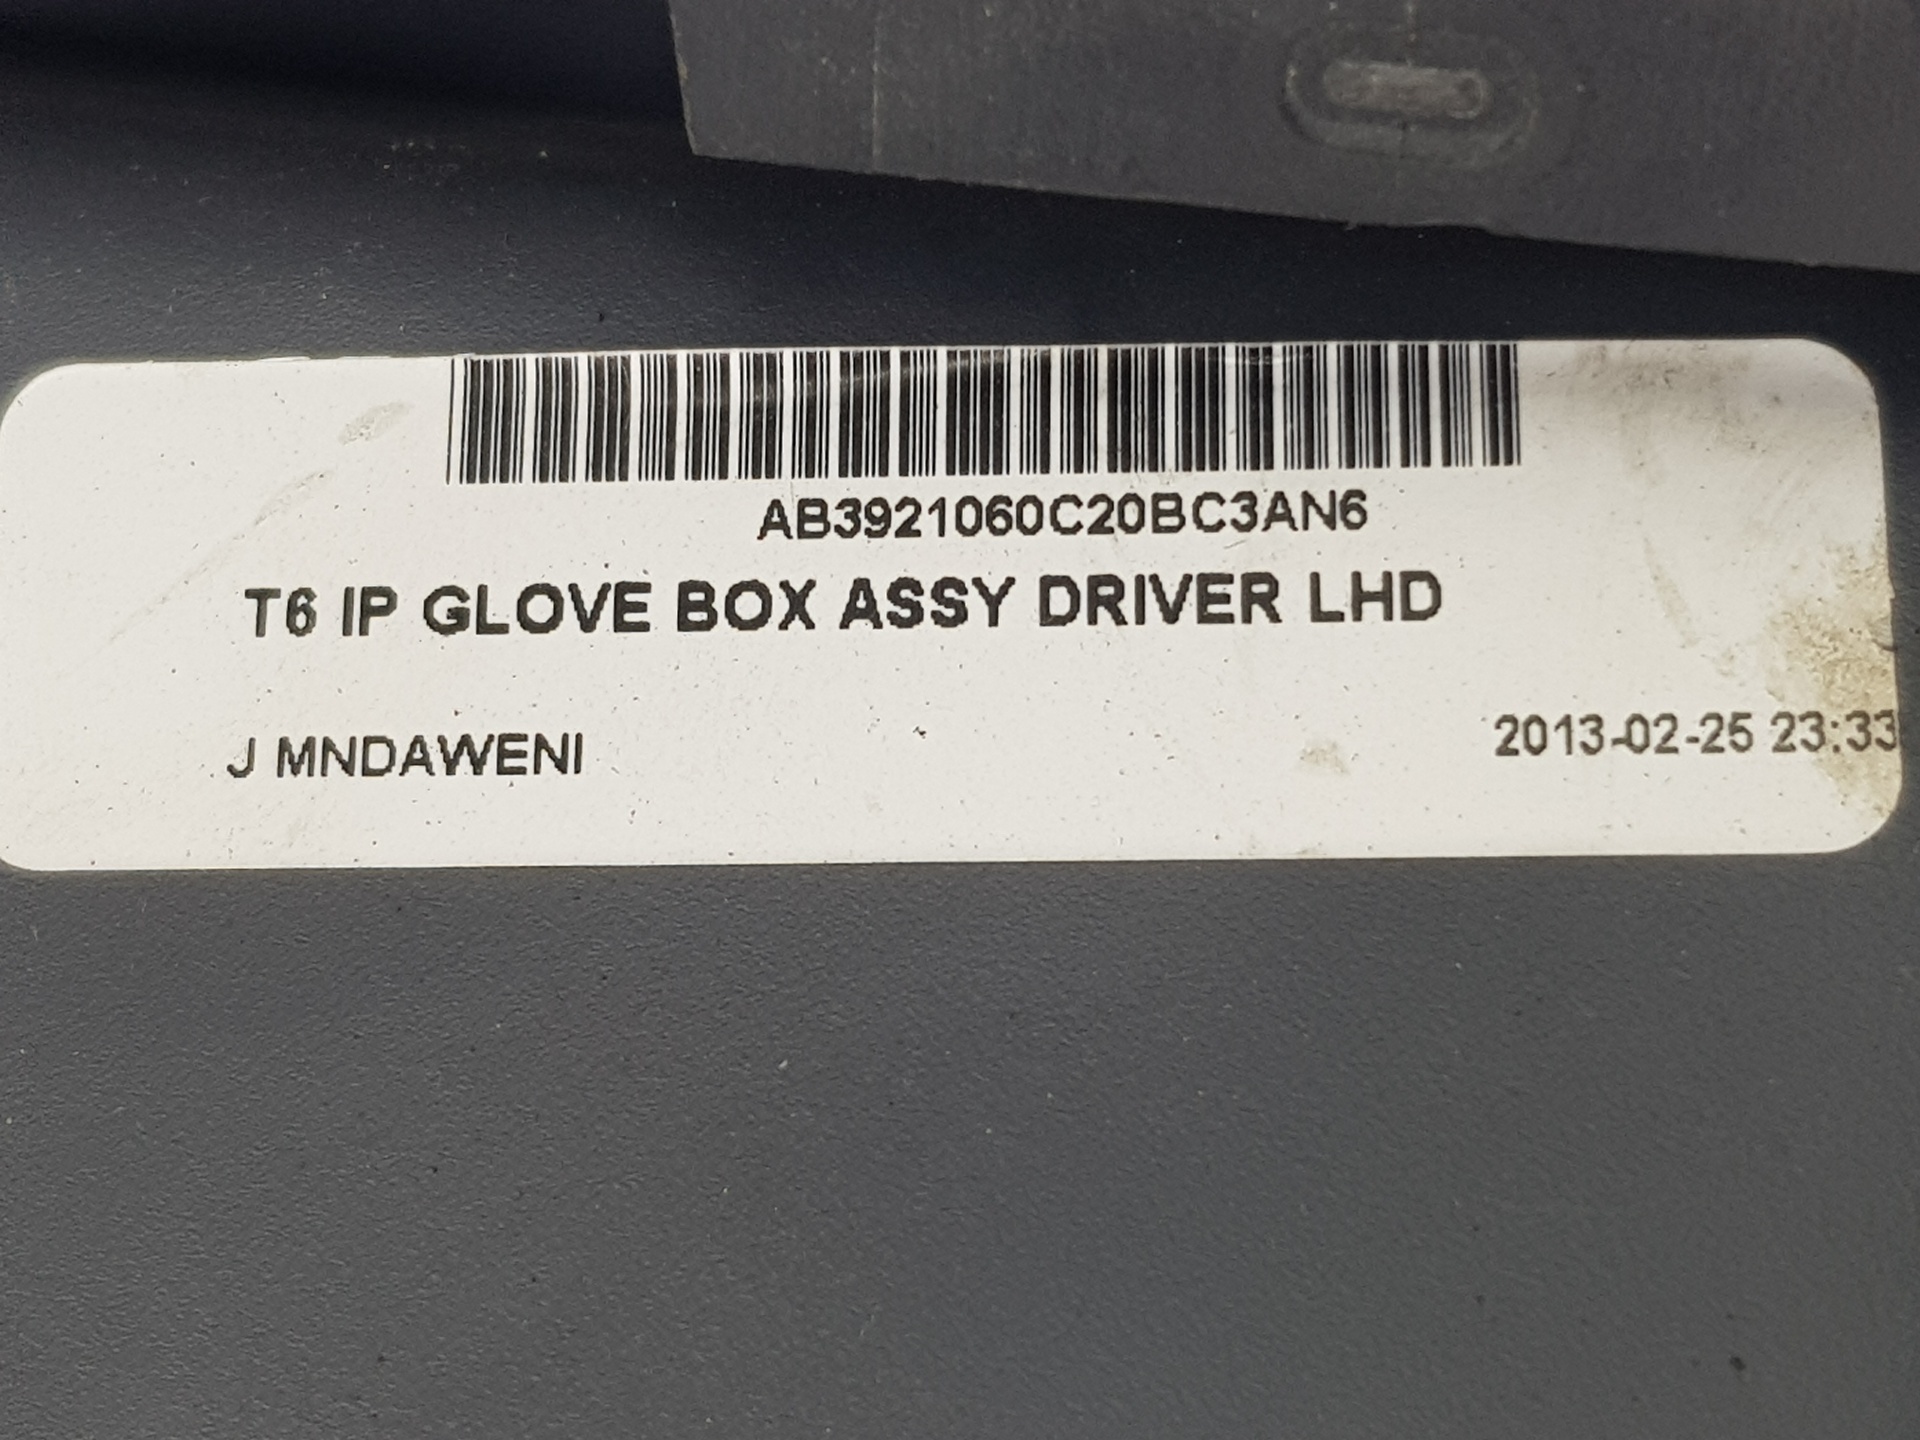 AB3921060C20BC3AN6
T6 IP GLOVE BOX ASSY DRIVER LHD
J MNDAWENI
2013-02-25 23:33